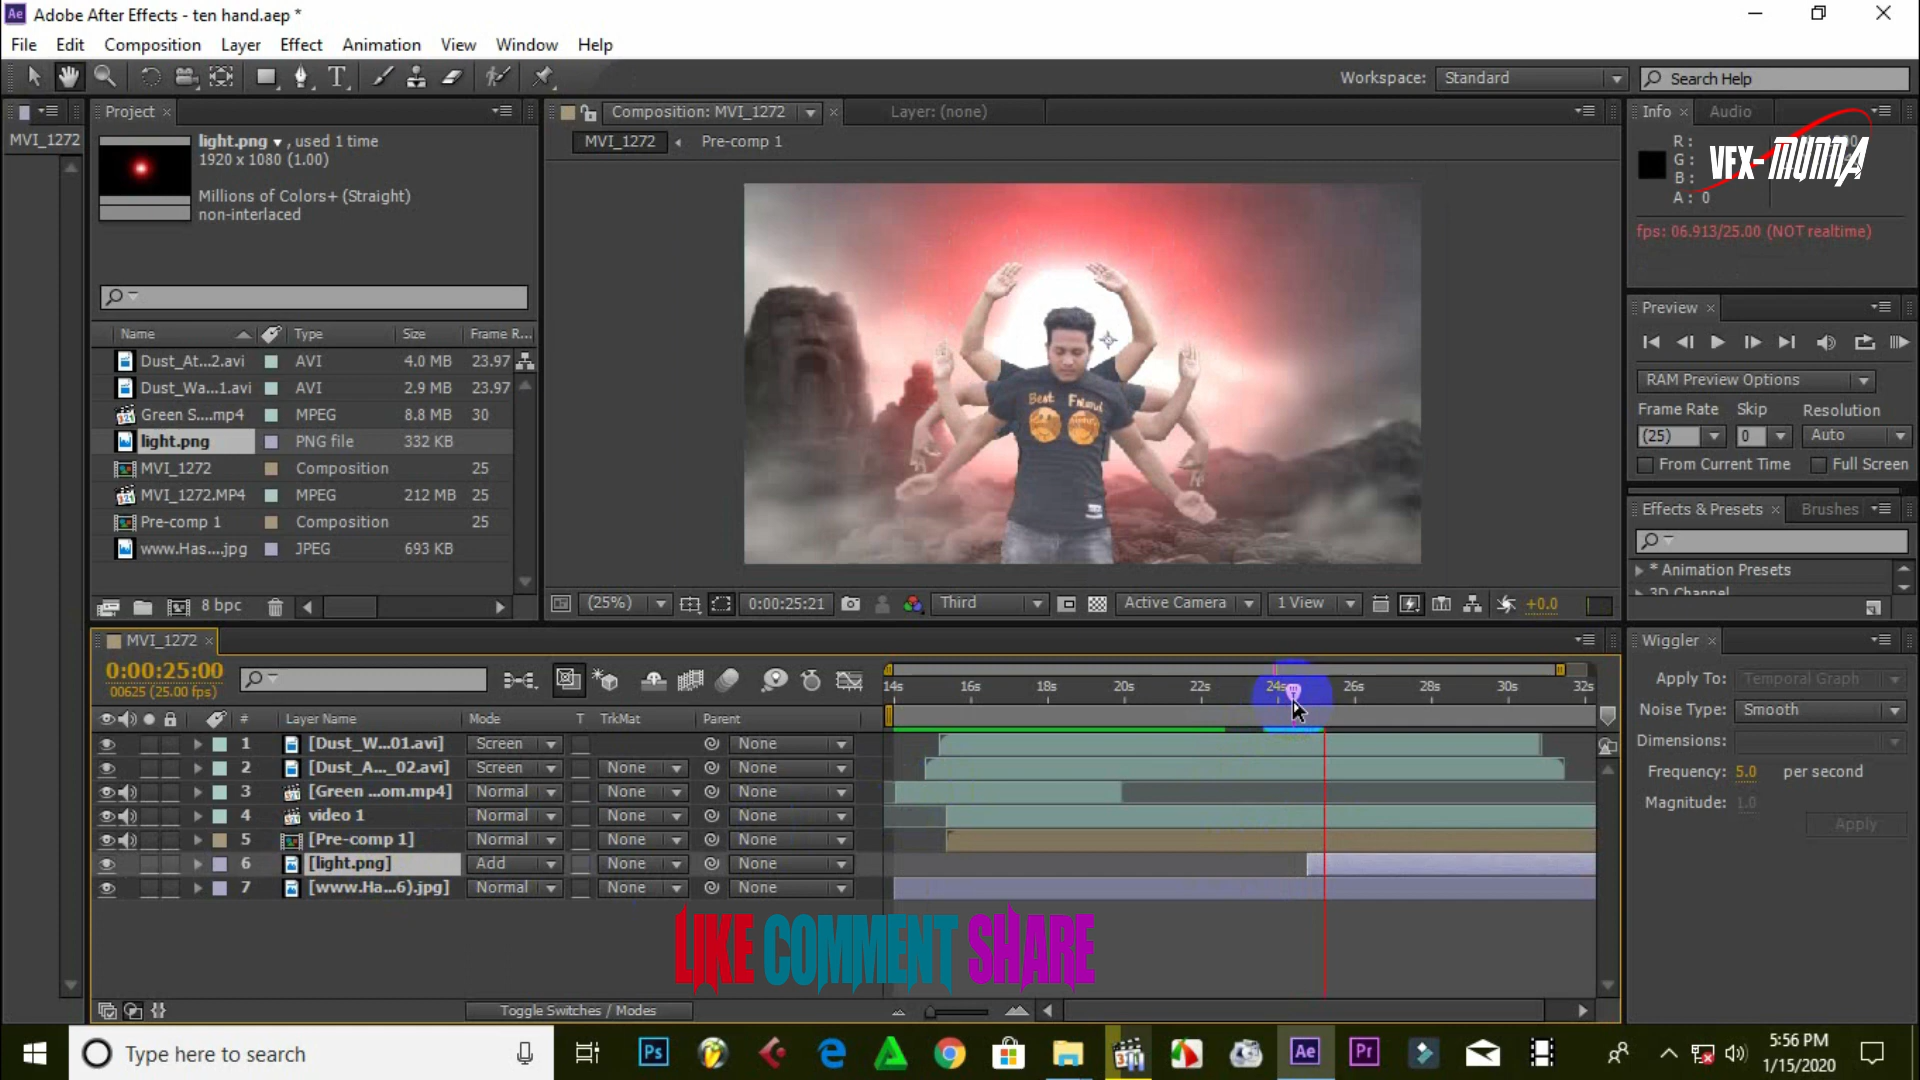 Adobe After Effects - ten hand.aep *
File Edit Composition Layer Effect Animation View Window Help
Workspace: Standard Search Help
MVI_1272
Project
light.png , used 1 time
1920 x 1080 (1.00)
Millions of Colors+ (Straight)
non-interlaced
Name Type Size Frame R...
Dust_At...2.avi AVI 4.0 MB 23.97
Dust_Wa...1.avi AVI 2.9 MB 23.97
Green S....mp4 MPEG 8.8 MB 30
light.png PNG file 332 KB
MVI_1272 Composition 25
MVI_1272.MP4 MPEG 212 MB 25
Pre-comp 1 Composition 25
www.Has....jpg JPEG 693 KB
8 bpc
Composition: MVI_1272 Layer: (none)
MVI_1272 Pre-comp 1
Best Friend
(25%) 0:00:25:21 Third Active Camera 1 View +0.0
Info Audio
R:
G:
B:
A: 0
VFX-MUNNA
fps: 06.913/25.00 (NOT realtime)
Preview
RAM Preview Options
Frame Rate Skip Resolution
(25) 0 Auto
From Current Time Full Screen
Effects & Presets Brushes
* Animation Presets
3D Channel
MVI_1272
0:00:25:00
00625 (25.00 fps)
14s 16s 18s 20s 22s 24s 26s 28s 30s 32s
# Layer Name Mode T TrkMat Parent
1 [Dust_W...01.avi] Screen None
2 [Dust_A..._02.avi] Screen None None
3 [Green ...om.mp4] Normal None None
4 video 1 Normal None None
5 [Pre-comp 1] Normal None None
6 [light.png] Add None None
7 [www.Ha...6).jpg] Normal None None
LIKE COMMENT SHARE
Toggle Switches / Modes
Wiggler
Apply To: Temporal Graph
Noise Type: Smooth
Dimensions:
Frequency: 5.0 per second
Magnitude: 1.0
Apply
Type here to search
Ps
Ae
Pr
5:56 PM
1/15/2020